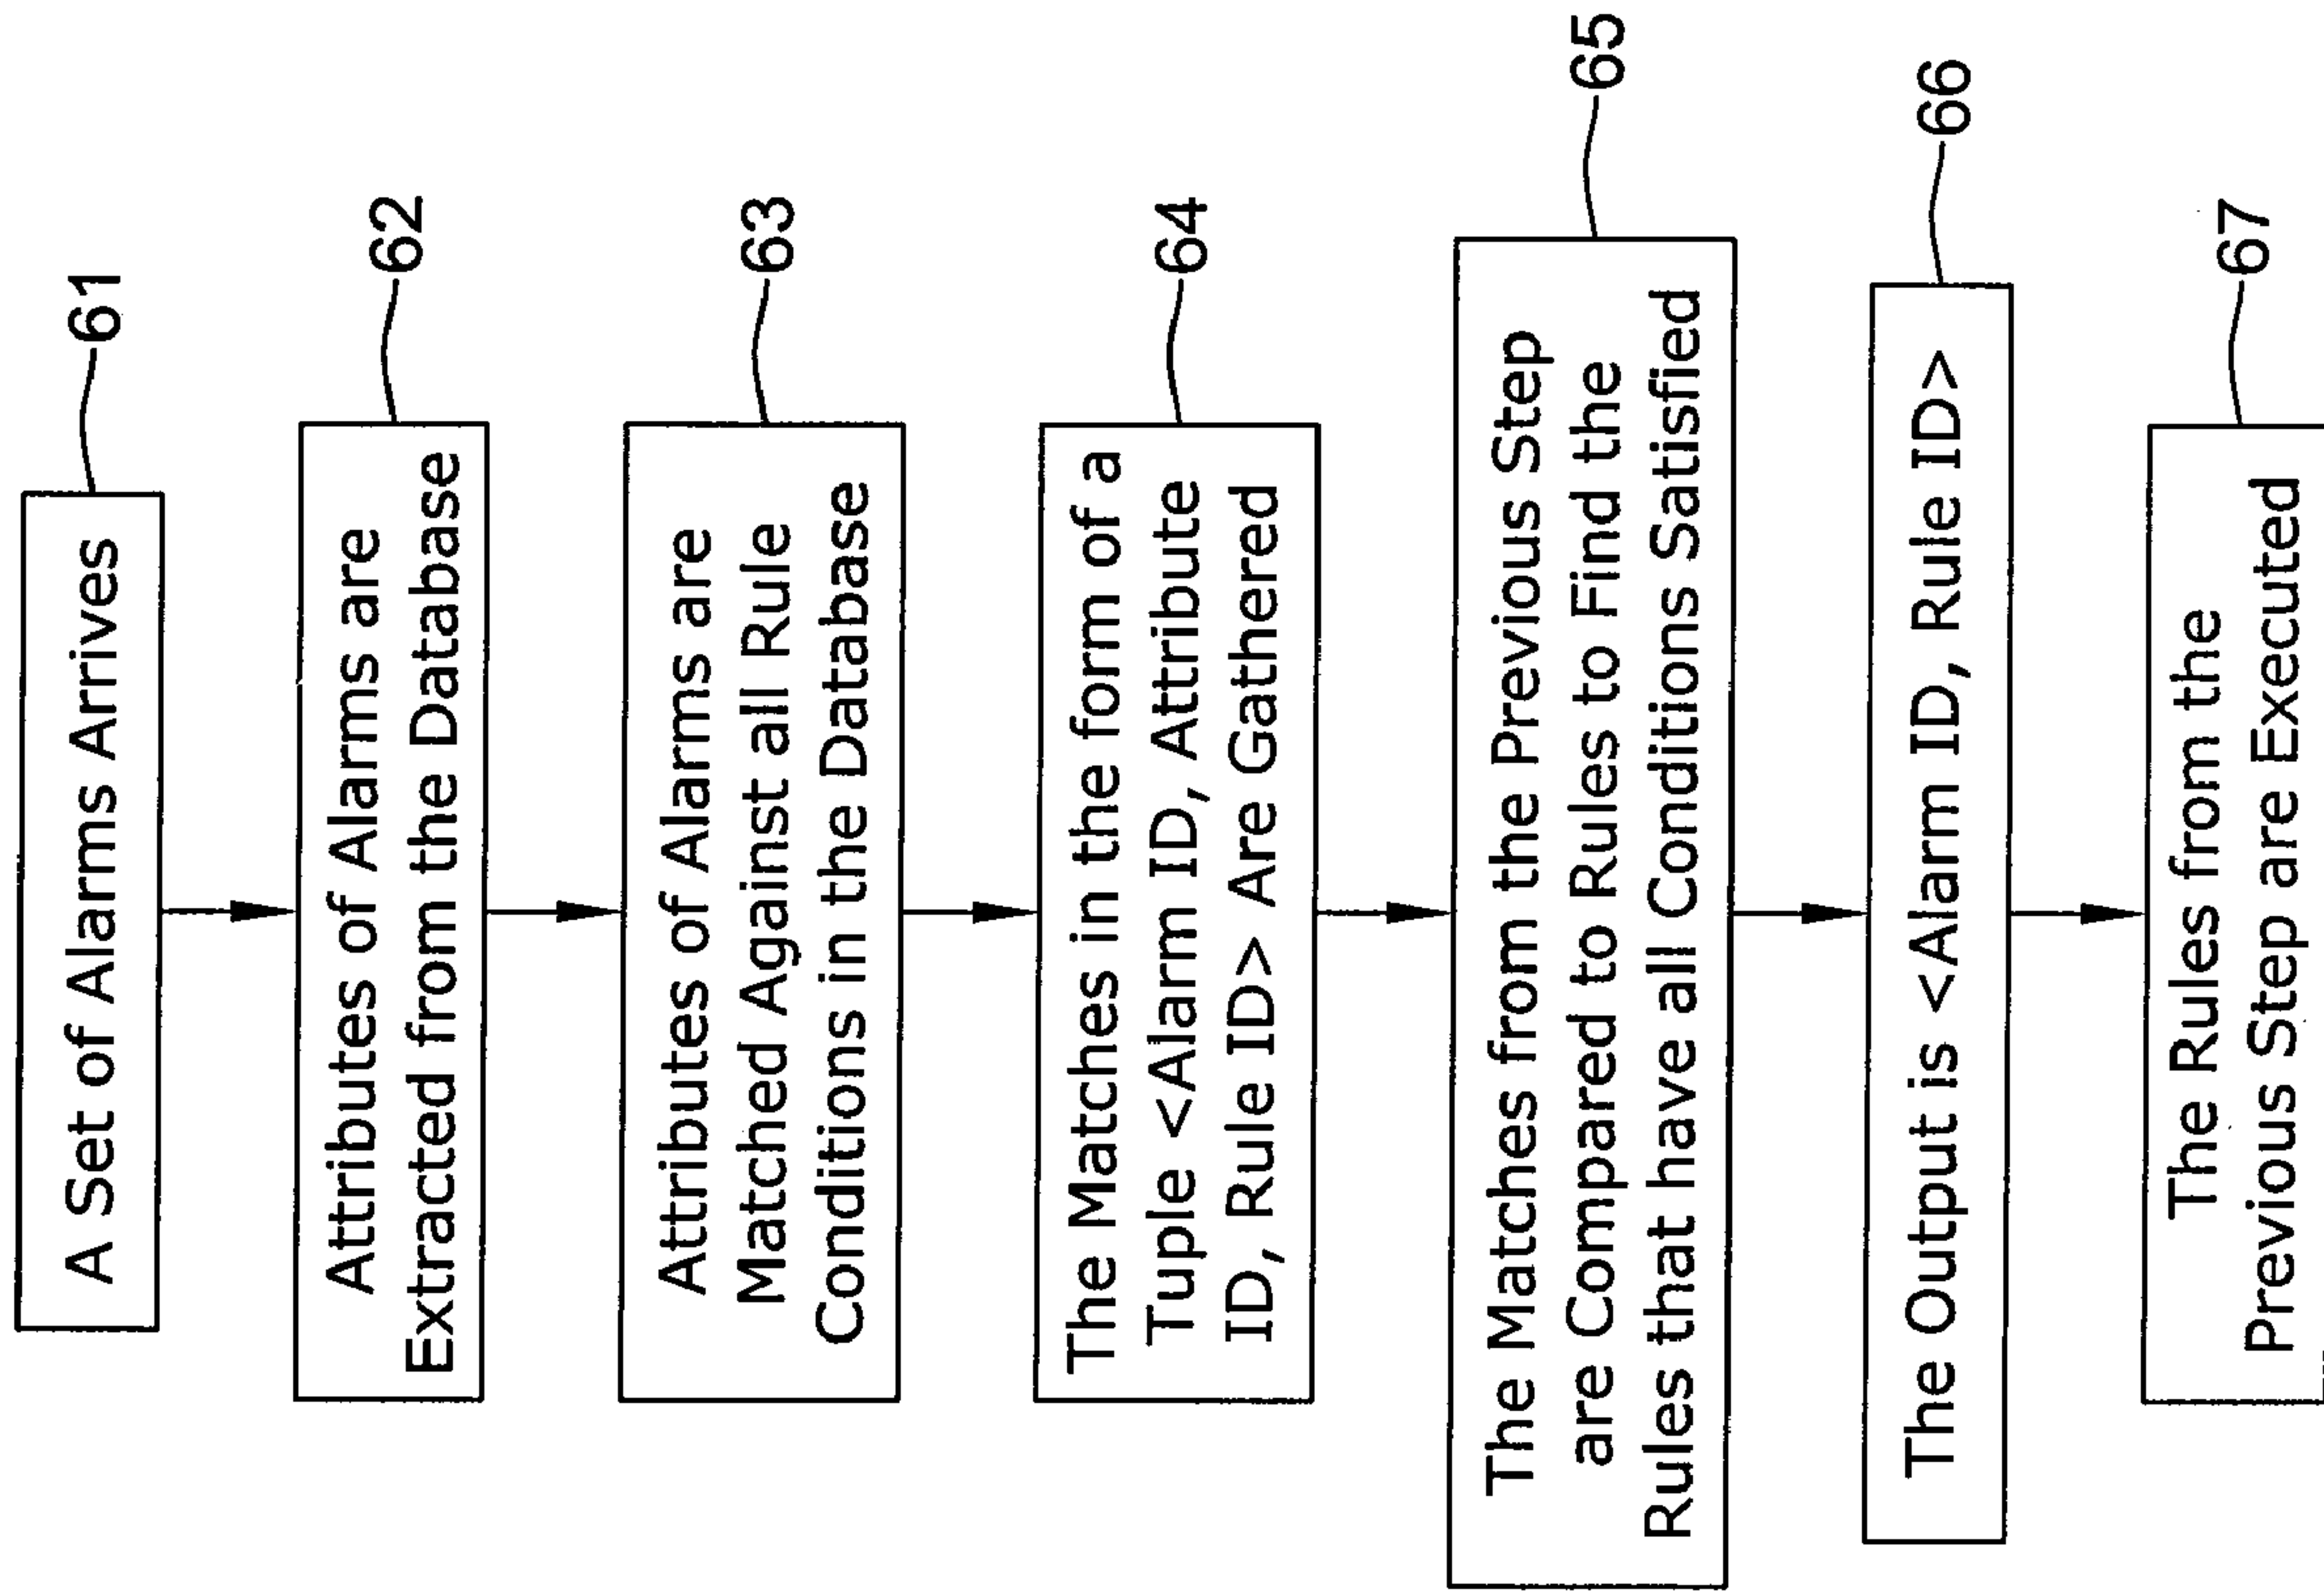 A Set of Alarms Arrives
61
Attributes of Alarms are
Extracted from the Database
62
Attributes of Alarms are
Matched Against all Rule
Conditions in the Database
63
The Matches in the form of a
Tuple <Alarm ID, Attribute
ID, Rule ID> Are Gathered
64
The Matches from the Previous Step
are Compared to Rules to Find the
Rules that have all Conditions Satisfied
65
The Output is <Alarm ID, Rule ID>
66
The Rules from the
Previous Step are Executed
67